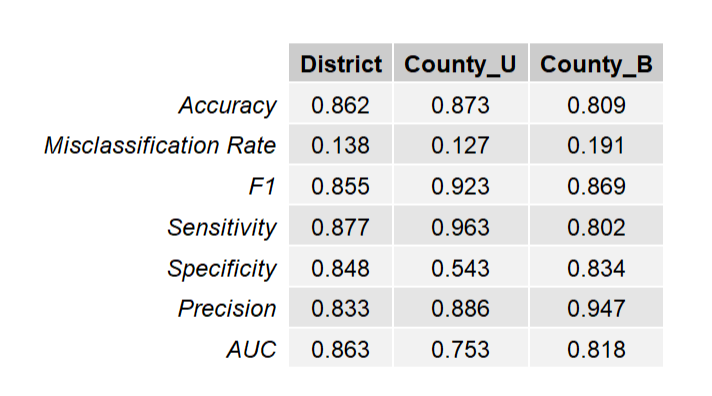 District County_U County_B
Accuracy 0.862 0.873 0.809
Misclassification Rate 0.138 0.127 0.191
F1 0.855 0.923 0.869
Sensitivity 0.877 0.963 0.802
Specificity 0.848 0.543 0.834
Precision 0.833 0.886 0.947
AUC 0.863 0.753 0.818